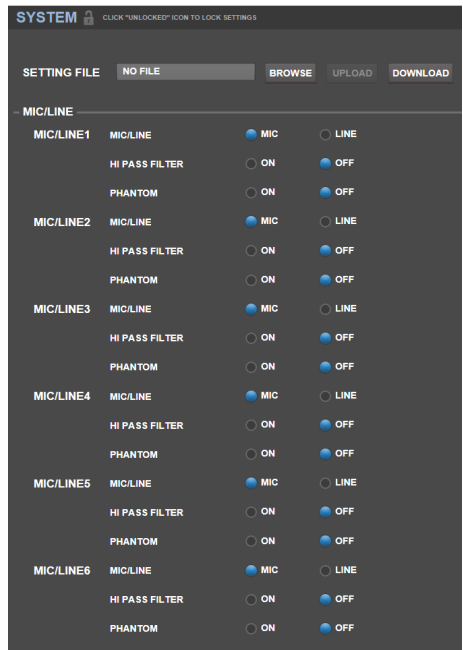 SYSTEM CLICK "UNLOCKED" ICON TO LOCK SETTINGS
SETTING FILE NO FILE BROWSE UPLOAD DOWNLOAD
MIC/LINE
MIC/LINE1 MIC/LINE MIC LINE
HI PASS FILTER ON OFF
PHANTOM ON OFF
MIC/LINE2 MIC/LINE MIC LINE
HI PASS FILTER ON OFF
PHANTOM ON OFF
MIC/LINE3 MIC/LINE MIC LINE
HI PASS FILTER ON OFF
PHANTOM ON OFF
MIC/LINE4 MIC/LINE MIC LINE
HI PASS FILTER ON OFF
PHANTOM ON OFF
MIC/LINE5 MIC/LINE MIC LINE
HI PASS FILTER ON OFF
PHANTOM ON OFF
MIC/LINE6 MIC/LINE MIC LINE
HI PASS FILTER ON OFF
PHANTOM ON OFF